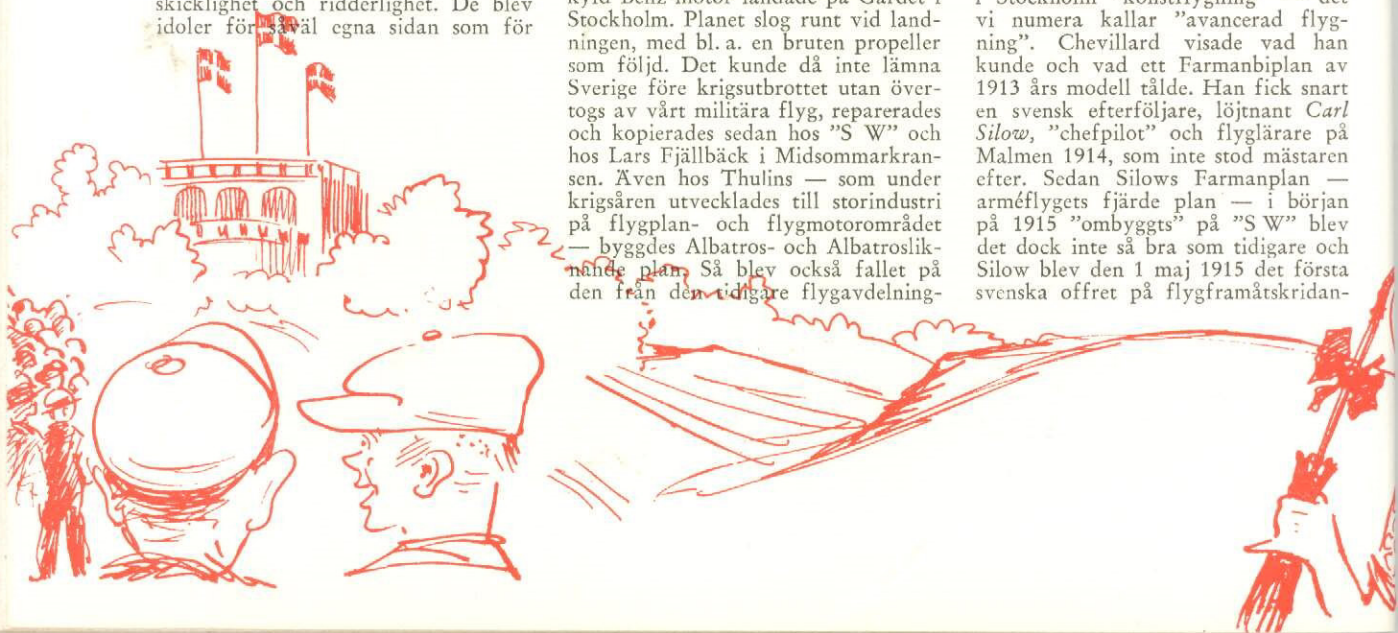 skicklighet och ridderlighet. De blev
idoler för såväl egna sidan som för
kyld Benz-motor landade på Gärdet i
Stockholm. Planet slog runt vid land-
ningen, med bl. a. en bruten propeller
som följd. Det kunde då inte lämna
Sverige före krigsutbrottet utan över-
togs av vårt militära flyg, reparerades
och kopierades sedan hos ”S W” och
hos Lars Fjällbäck i Midsommarkran-
sen. Även hos Thulins — som under
krigsåren utvecklades till storindustri
på flygplan- och flygmotorområdet
— byggdes Albatros- och Albatroslik-
nande plan. Så blev också fallet på
den från den tidigare flygavdelning-
i Stockholm ”konstflygning” — det
vi numera kallar ”avancerad flyg-
ning”. Chevillard visade vad han
kunde och vad ett Farmanbiplan av
1913 års modell tålde. Han fick snart
en svensk efterföljare, löjtnant Carl
Silow, ”chefpilot” och flyglärare på
Malmen 1914, som inte stod mästaren
efter. Sedan Silows Farmanplan —
arméflygets fjärde plan — i början
på 1915 ”ombyggts” på ”S W” blev
det dock inte så bra som tidigare och
Silow blev den 1 maj 1915 det första
svenska offret på flygframåtskridan-